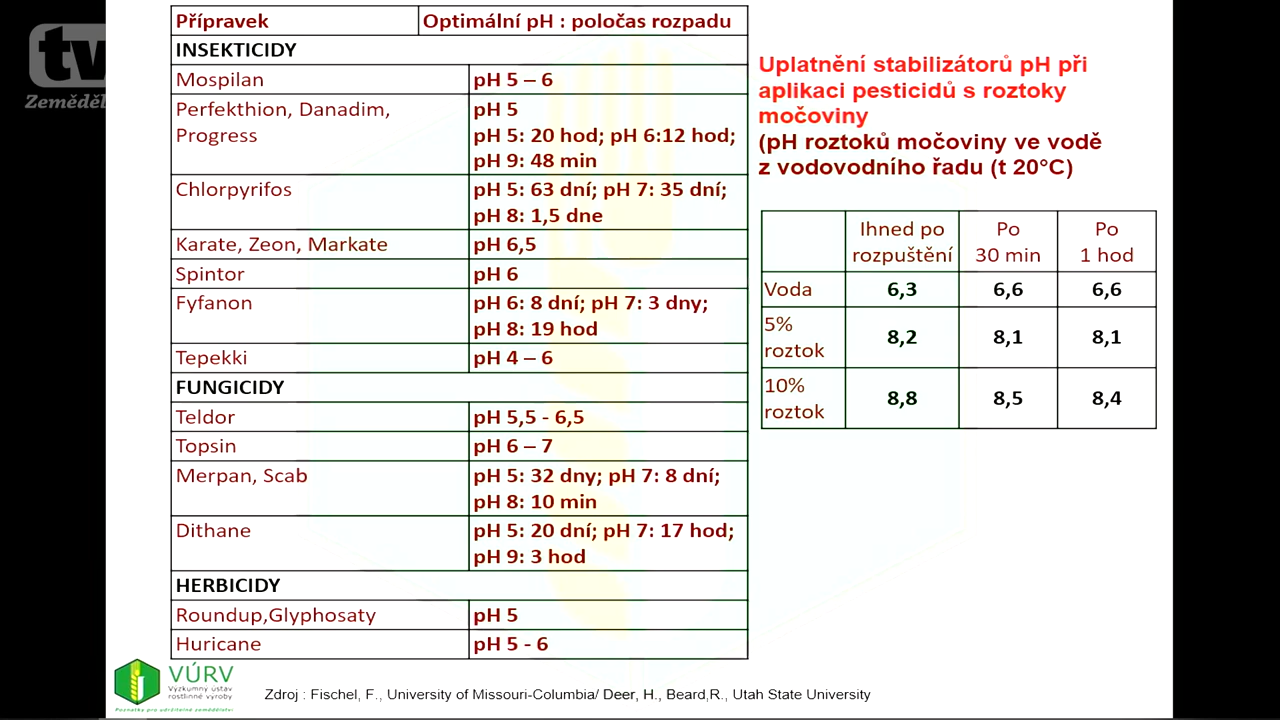 tv
Zeměděl
Přípravek Optimální pH : poločas rozpadu
INSEKTICIDY
Mospilan pH 5 – 6
Perfekthion, Danadim, pH 5
Progress pH 5: 20 hod; pH 6:12 hod;
pH 9: 48 min
Chlorpyrifos pH 5: 63 dní; pH 7: 35 dní;
pH 8: 1,5 dne
Karate, Zeon, Markate pH 6,5
Spintor pH 6
Fyfanon pH 6: 8 dní; pH 7: 3 dny;
pH 8: 19 hod
Tepekki pH 4 – 6
FUNGICIDY
Teldor pH 5,5 - 6,5
Topsin pH 6 – 7
Merpan, Scab pH 5: 32 dny; pH 7: 8 dní;
pH 8: 10 min
Dithane pH 5: 20 dní; pH 7: 17 hod;
pH 9: 3 hod
HERBICIDY
Roundup,Glyphosaty pH 5
Huricane pH 5 - 6
Uplatnění stabilizátorů pH při
aplikaci pesticidů s roztoky
močoviny
(pH roztoků močoviny ve vodě
z vodovodního řadu (t 20°C)
Ihned po Po Po
rozpuštění 30 min 1 hod
Voda 6,3 6,6 6,6
5%
roztok 8,2 8,1 8,1
10%
roztok 8,8 8,5 8,4
VÚRV
Výzkumný ústav
rostlinné výroby
Poznatky pro udržitelné zemědělství
Zdroj : Fischel, F., University of Missouri-Columbia/ Deer, H., Beard,R., Utah State University